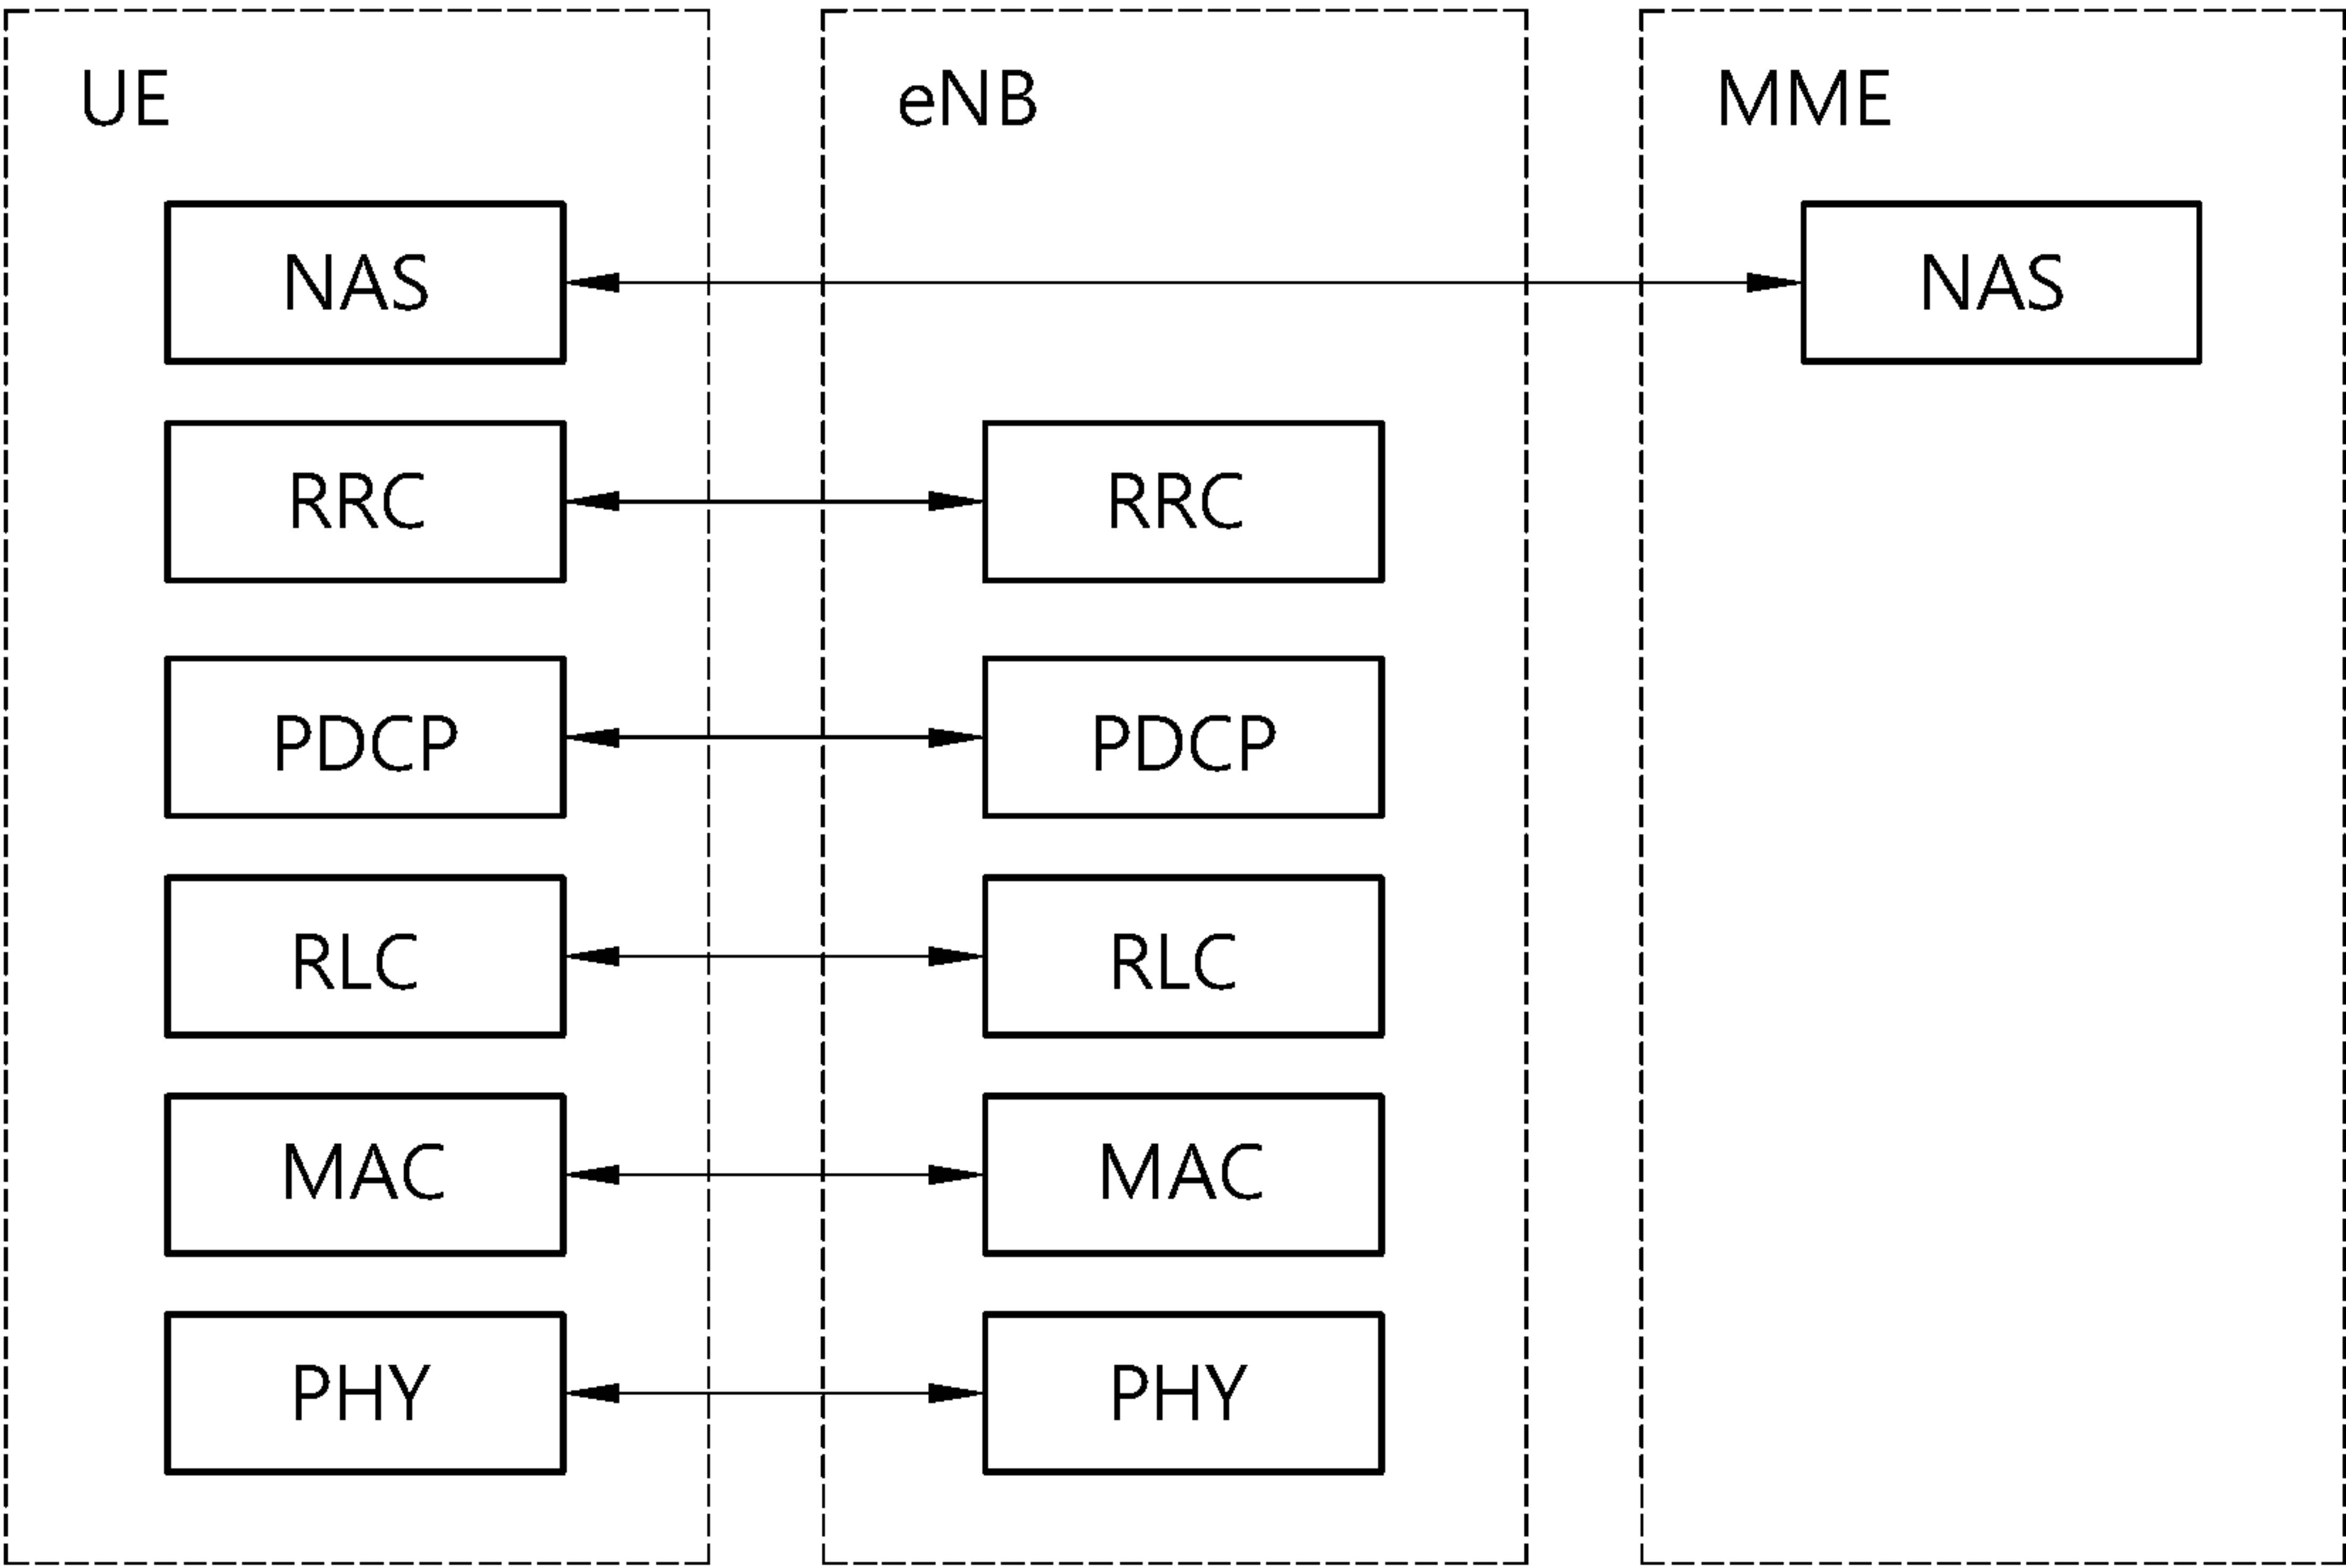 UE eNB MME
NAS NAS
RRC RRC
PDCP PDCP
RLC RLC
MAC MAC
PHY PHY